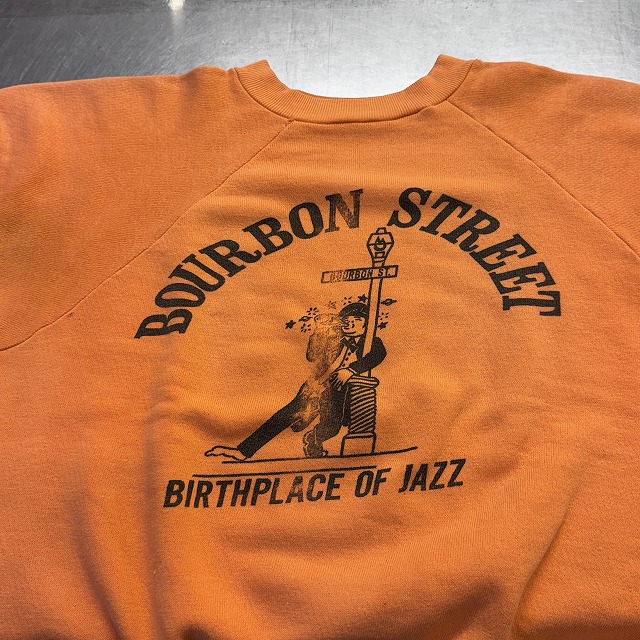 BOURBON STREET
BOURBON ST.
BIRTHPLACE OF JAZZ